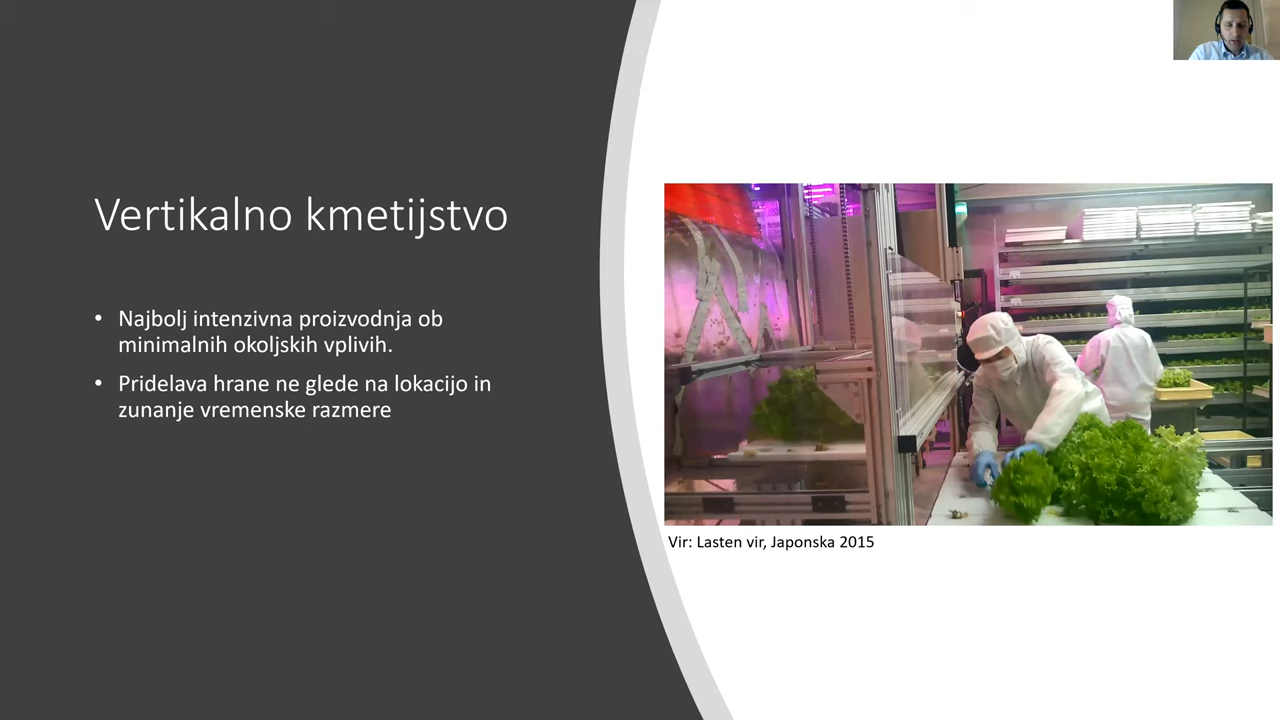 Vertikalno kmetijstvo
• Najbolj intenzivna proizvodnja ob
minimalnih okoljskih vplivih.
• Pridelava hrane ne glede na lokacijo in
zunanje vremenske razmere
Vir: Lasten vir, Japonska 2015